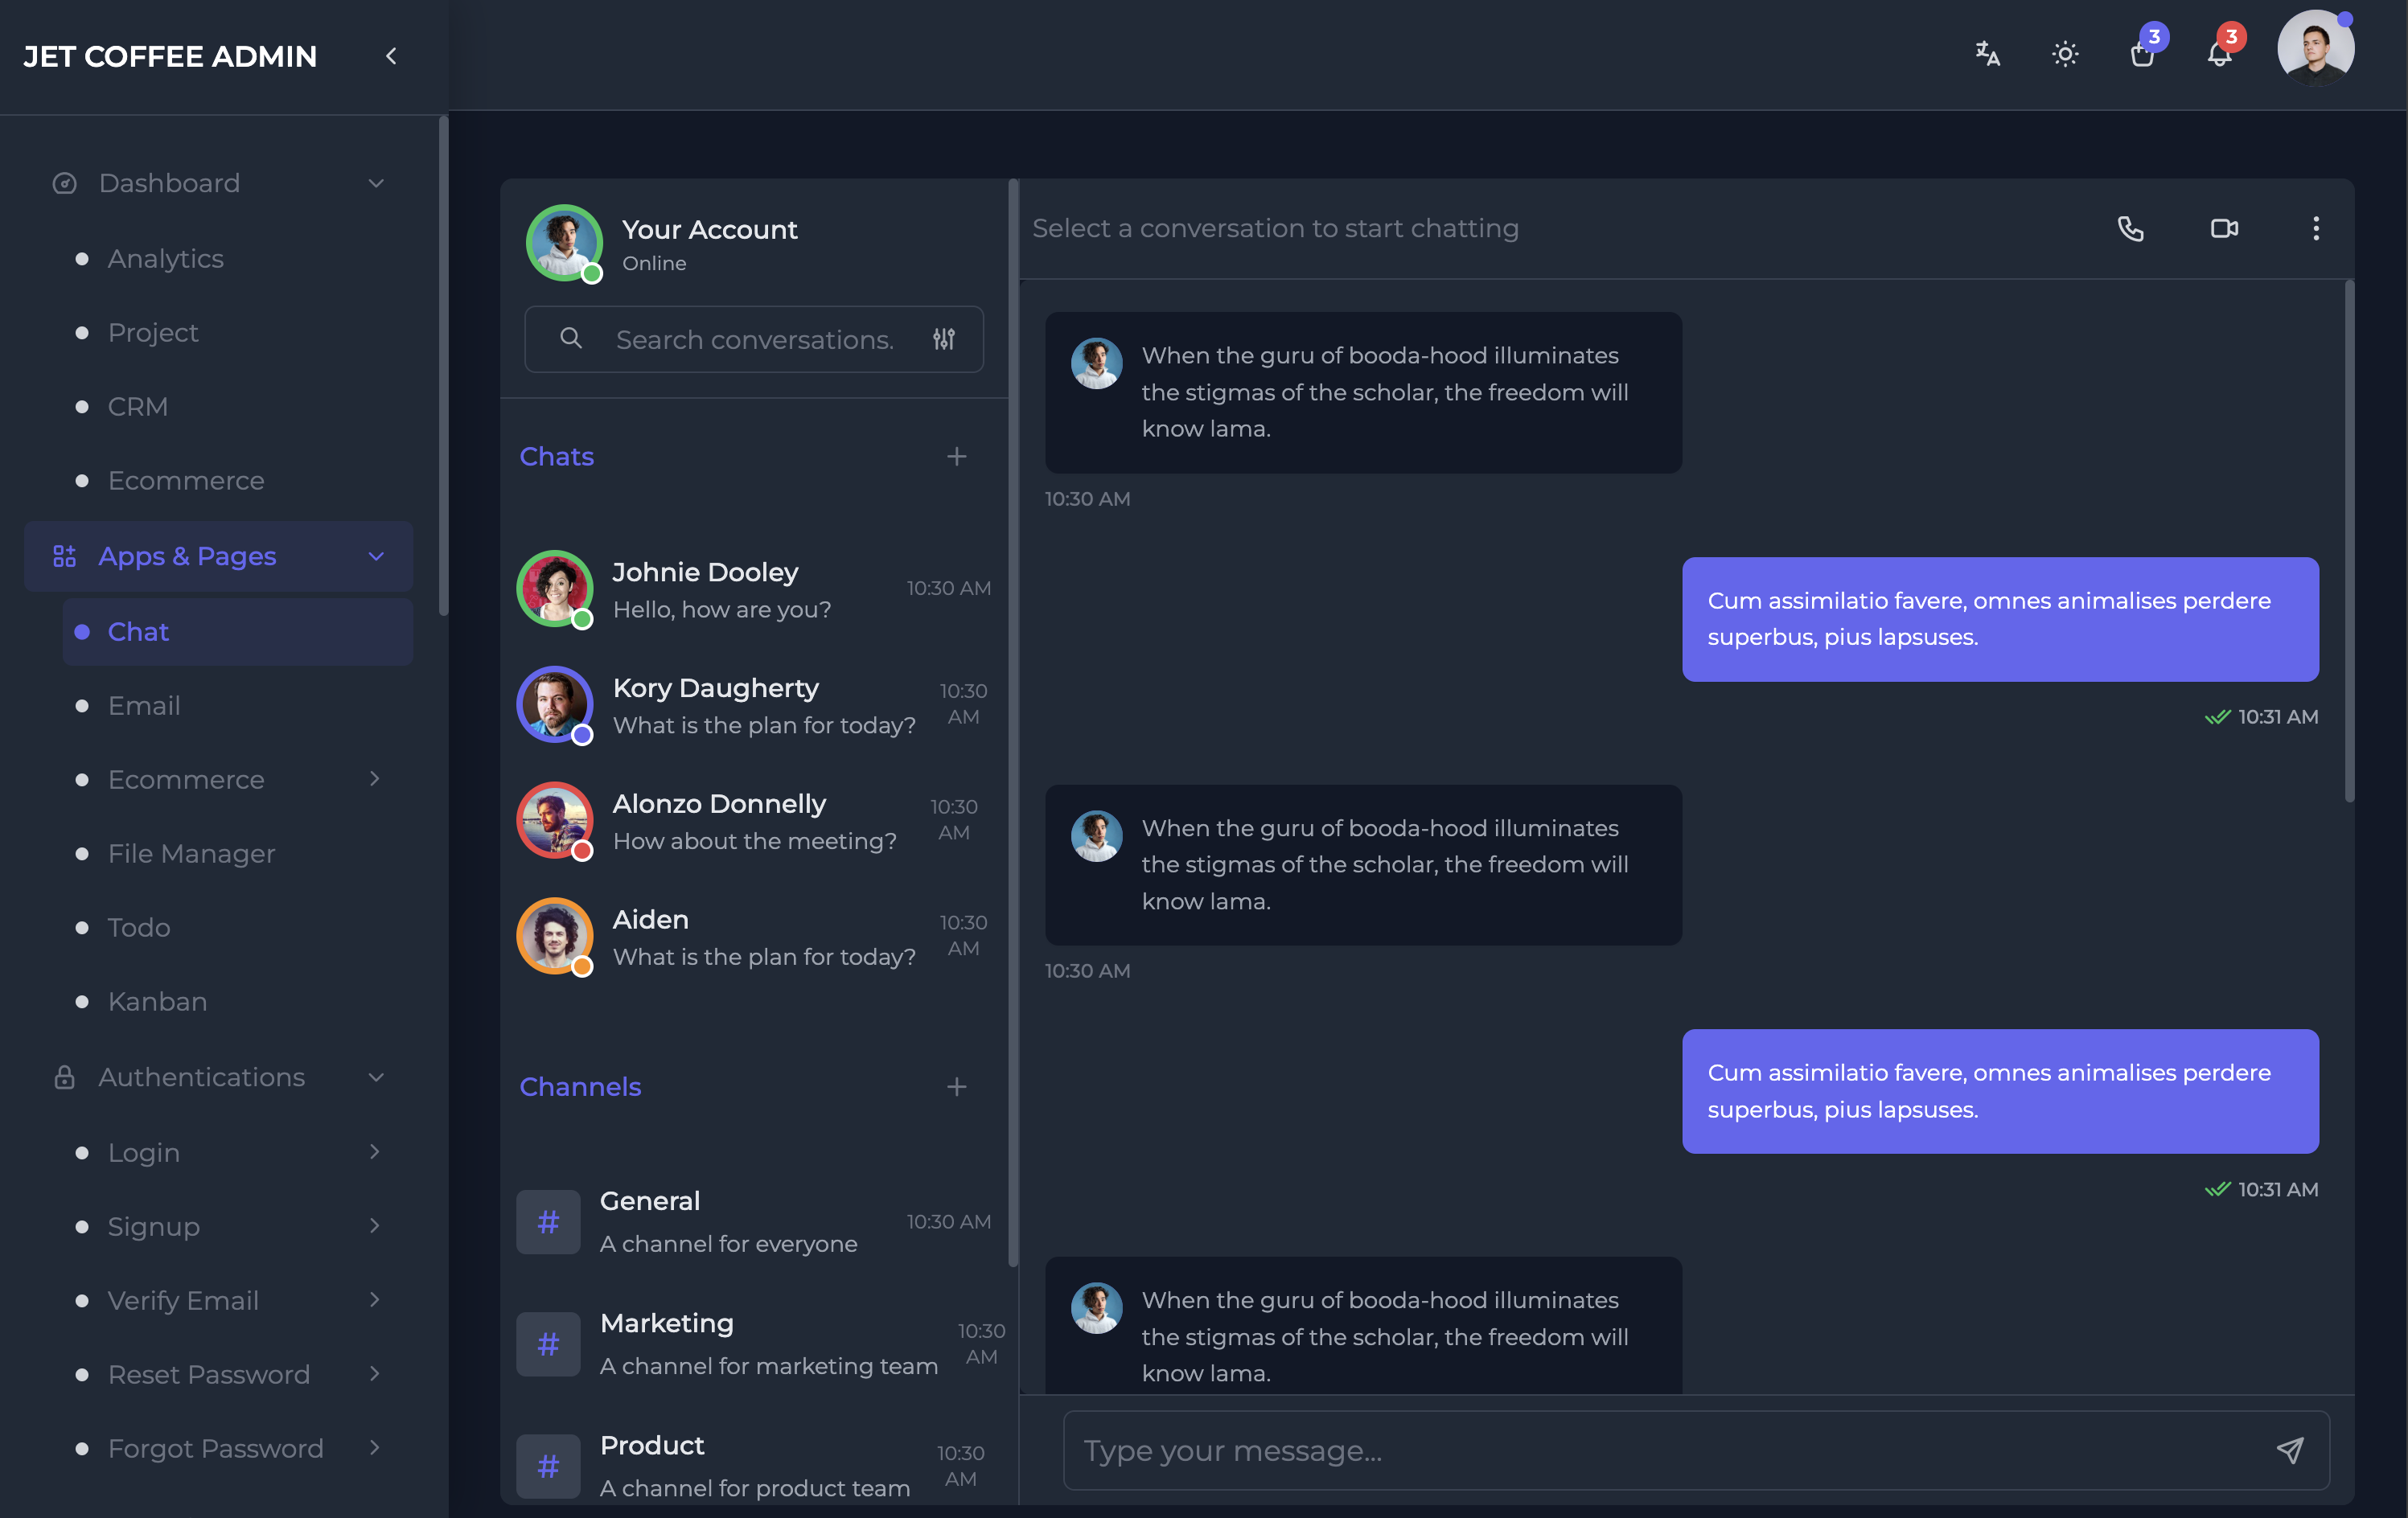 JET COFFEE ADMIN
3
3
Dashboard
Analytics
Project
CRM
Ecommerce
Apps & Pages
Chat
Email
Ecommerce
File Manager
Todo
Kanban
Authentications
Login
Signup
Verify Email
Reset Password
Forgot Password
Your Account
Online
Search conversations.
Chats
Johnie Dooley
Hello, how are you?
10:30 AM
Kory Daugherty
What is the plan for today?
10:30
AM
Alonzo Donnelly
How about the meeting?
10:30
AM
Aiden
What is the plan for today?
10:30
AM
Channels
#
General
A channel for everyone
10:30 AM
#
Marketing
A channel for marketing team
10:30
AM
#
Product
A channel for product team
10:30
AM
Select a conversation to start chatting
When the guru of booda-hood illuminates
the stigmas of the scholar, the freedom will
know lama.
10:30 AM
Cum assimilatio favere, omnes animalises perdere
superbus, pius lapsuses.
10:31 AM
When the guru of booda-hood illuminates
the stigmas of the scholar, the freedom will
know lama.
10:30 AM
Cum assimilatio favere, omnes animalises perdere
superbus, pius lapsuses.
10:31 AM
When the guru of booda-hood illuminates
the stigmas of the scholar, the freedom will
know lama.
Type your message...